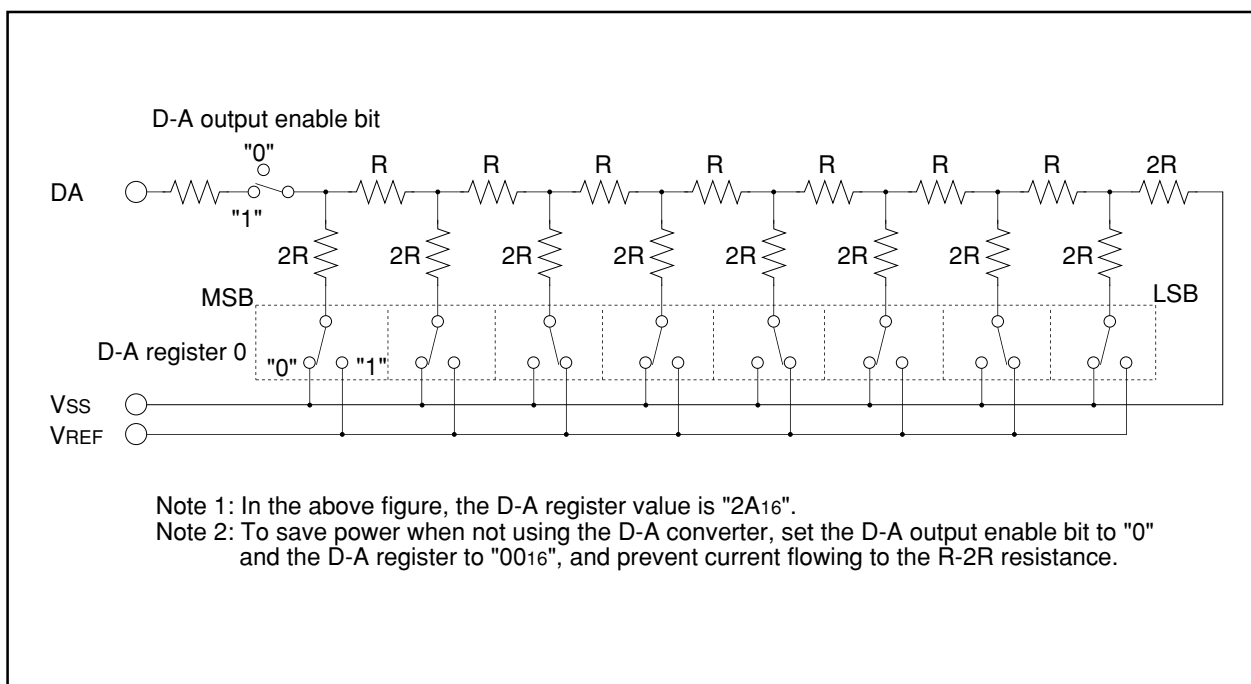 D-A output enable bit
"0"
R R R R R R R 2R
DA
"1"
2R 2R 2R 2R 2R 2R 2R 2R
MSB LSB
D-A register 0
"0" "1"
VSS
VREF
Note 1: In the above figure, the D-A register value is "2A16".
Note 2: To save power when not using the D-A converter, set the D-A output enable bit to "0"
and the D-A register to "0016", and prevent current flowing to the R-2R resistance.